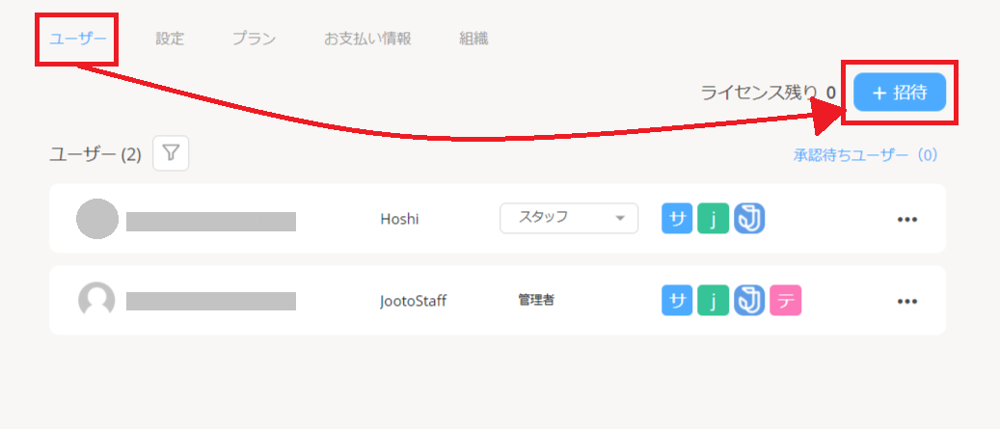 ユーザー 設定 プラン お支払い情報 組織
ライセンス残り 0 + 招待
ユーザー (2) 承認待ちユーザー（0）
Hoshi スタッフ サ j
JootoStaff 管理者 サ j テ